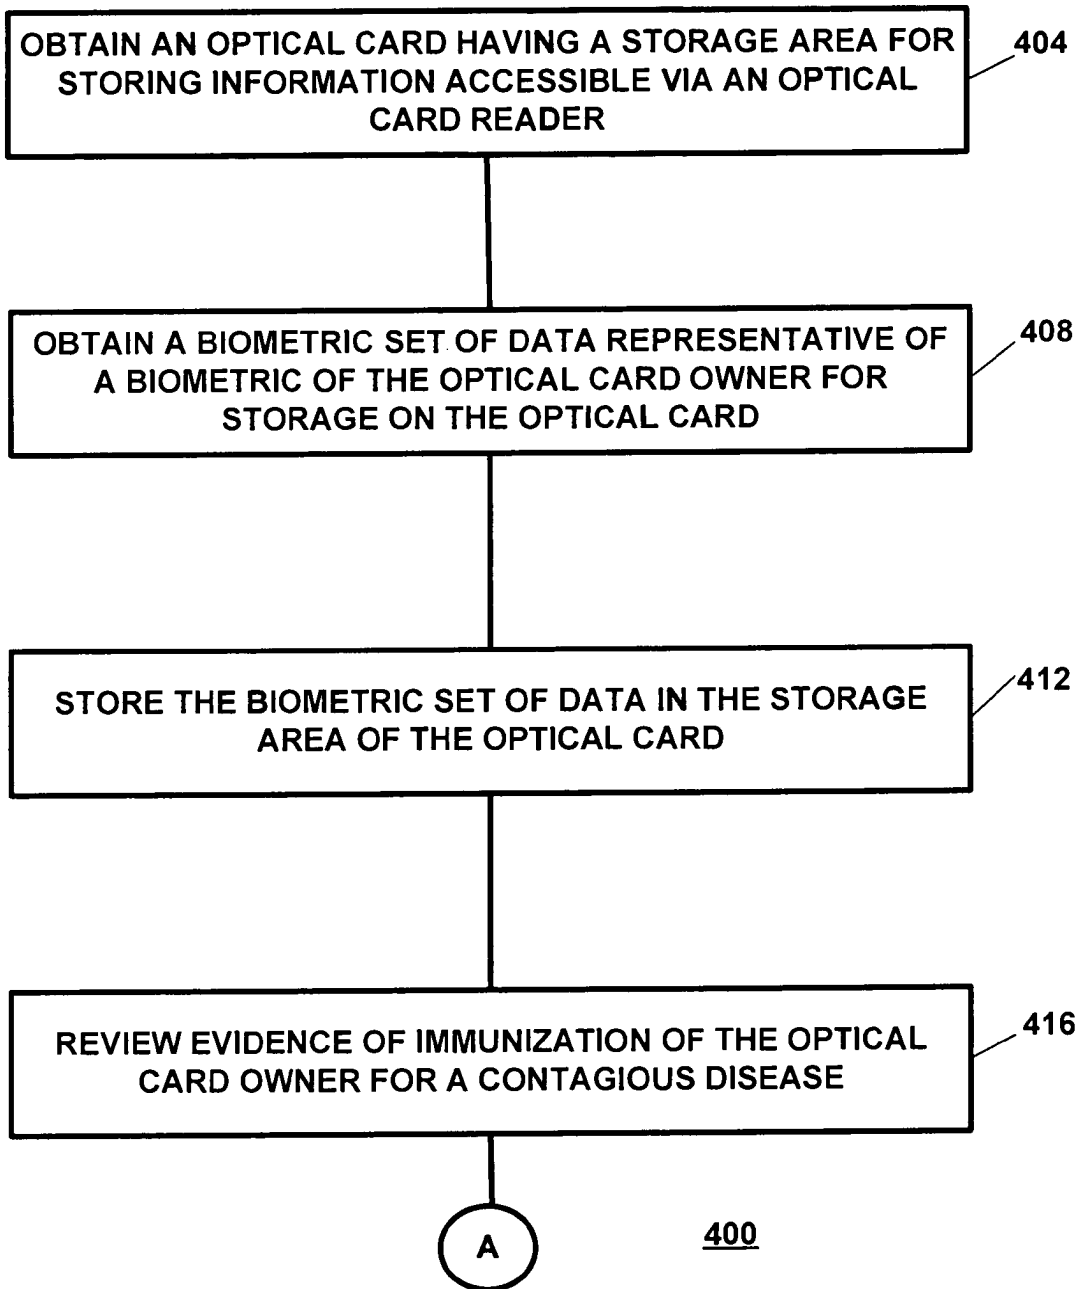 OBTAIN AN OPTICAL CARD HAVING A STORAGE AREA FOR
STORING INFORMATION ACCESSIBLE VIA AN OPTICAL
CARD READER
404
OBTAIN A BIOMETRIC SET OF DATA REPRESENTATIVE OF
A BIOMETRIC OF THE OPTICAL CARD OWNER FOR
STORAGE ON THE OPTICAL CARD
408
STORE THE BIOMETRIC SET OF DATA IN THE STORAGE
AREA OF THE OPTICAL CARD
412
REVIEW EVIDENCE OF IMMUNIZATION OF THE OPTICAL
CARD OWNER FOR A CONTAGIOUS DISEASE
416
A
400